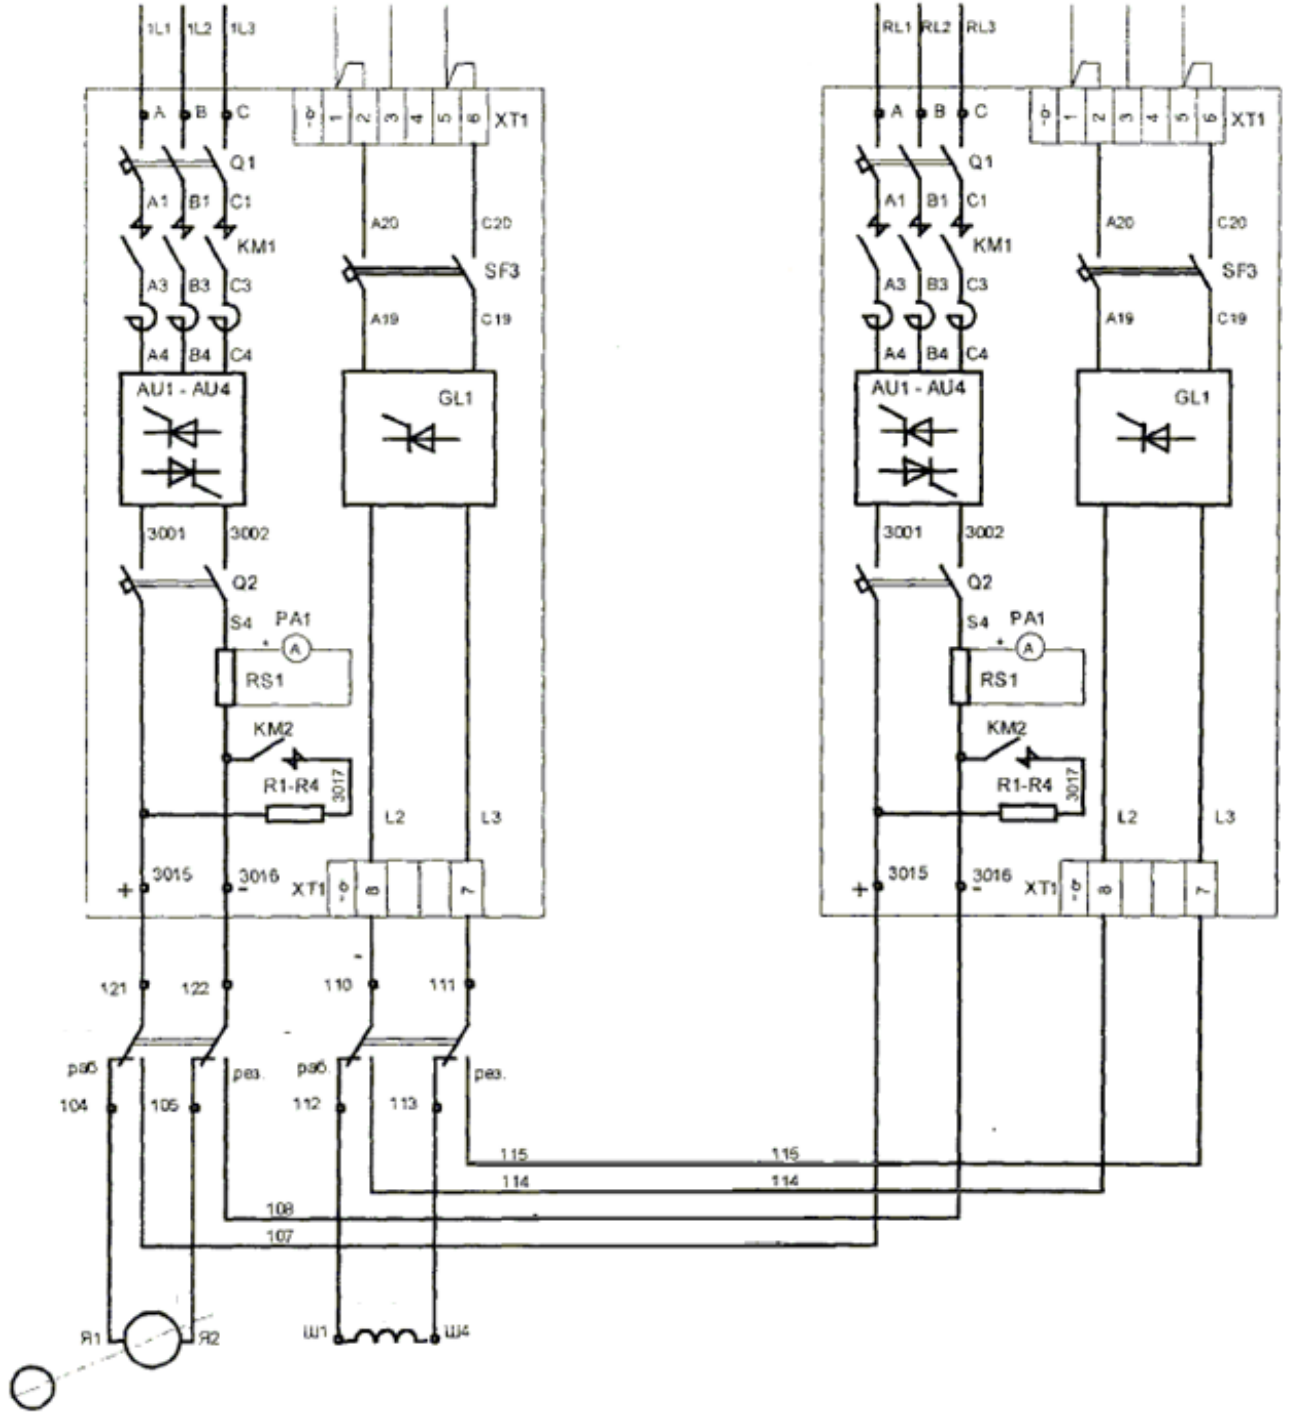 1L1 1L2 1L3 RL1 RL2 RL3
A B C 1 2 3 4 5 6 XT1 A B C 1 2 3 4 5 6 XT1
Q1 Q1
A1 B1 C1 A20 C20 A1 B1 C1 A20 C20
KM1 SF3 KM1 SF3
A3 B3 C3 A19 C19 A3 B3 C3 A19 C19
A4 B4 C4 A4 B4 C4
AU1 - AU4 GL1 AU1 - AU4 GL1
3001 3002 3001 3002
Q2 Q2
S4 PA1 S4 PA1
* A * A
RS1 RS1
KM2 KM2
R1-R4 3017 R1-R4 3017
L2 L3 L2 L3
+ 3015 3016 - XT1 8 7 + 3015 3016 - XT1 8 7
121 122 110 111
раб. рез. раб. рез.
104 105 112 113
115 115
114 114
108
107
Я1 Я2 Ш1 Ш4